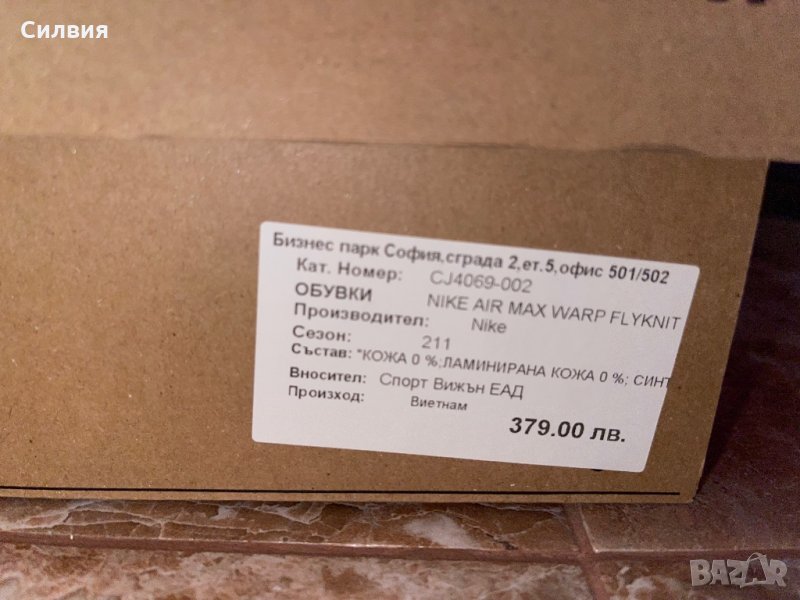 Силвия
Бизнес парк София,сграда 2,ет.5,офис 501/502
Кат. Номер: CJ4069-002
ОБУВКИ NIKE AIR MAX WARP FLYKNIT
Производител: Nike
Сезон: 211
Състав: "КОЖА 0 %;ЛАМИНИРАНА КОЖА 0 %; СИНТ
Вносител: Спорт Вижън ЕАД
Произход: Виетнам
379.00 лв.
BAZAR